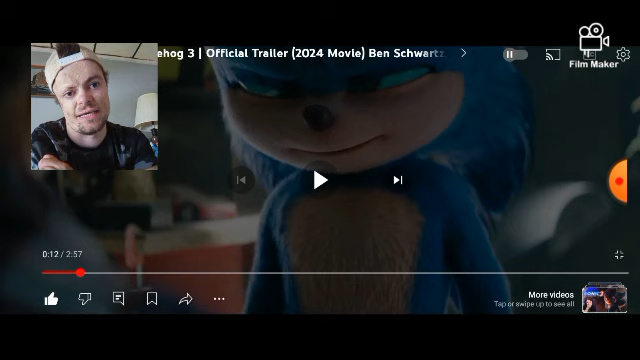 ehog 3 | Official Trailer (2024 Movie) Ben Schwartz
Film Maker
0:12 / 2:57
More videos
Tap or swipe up to see all